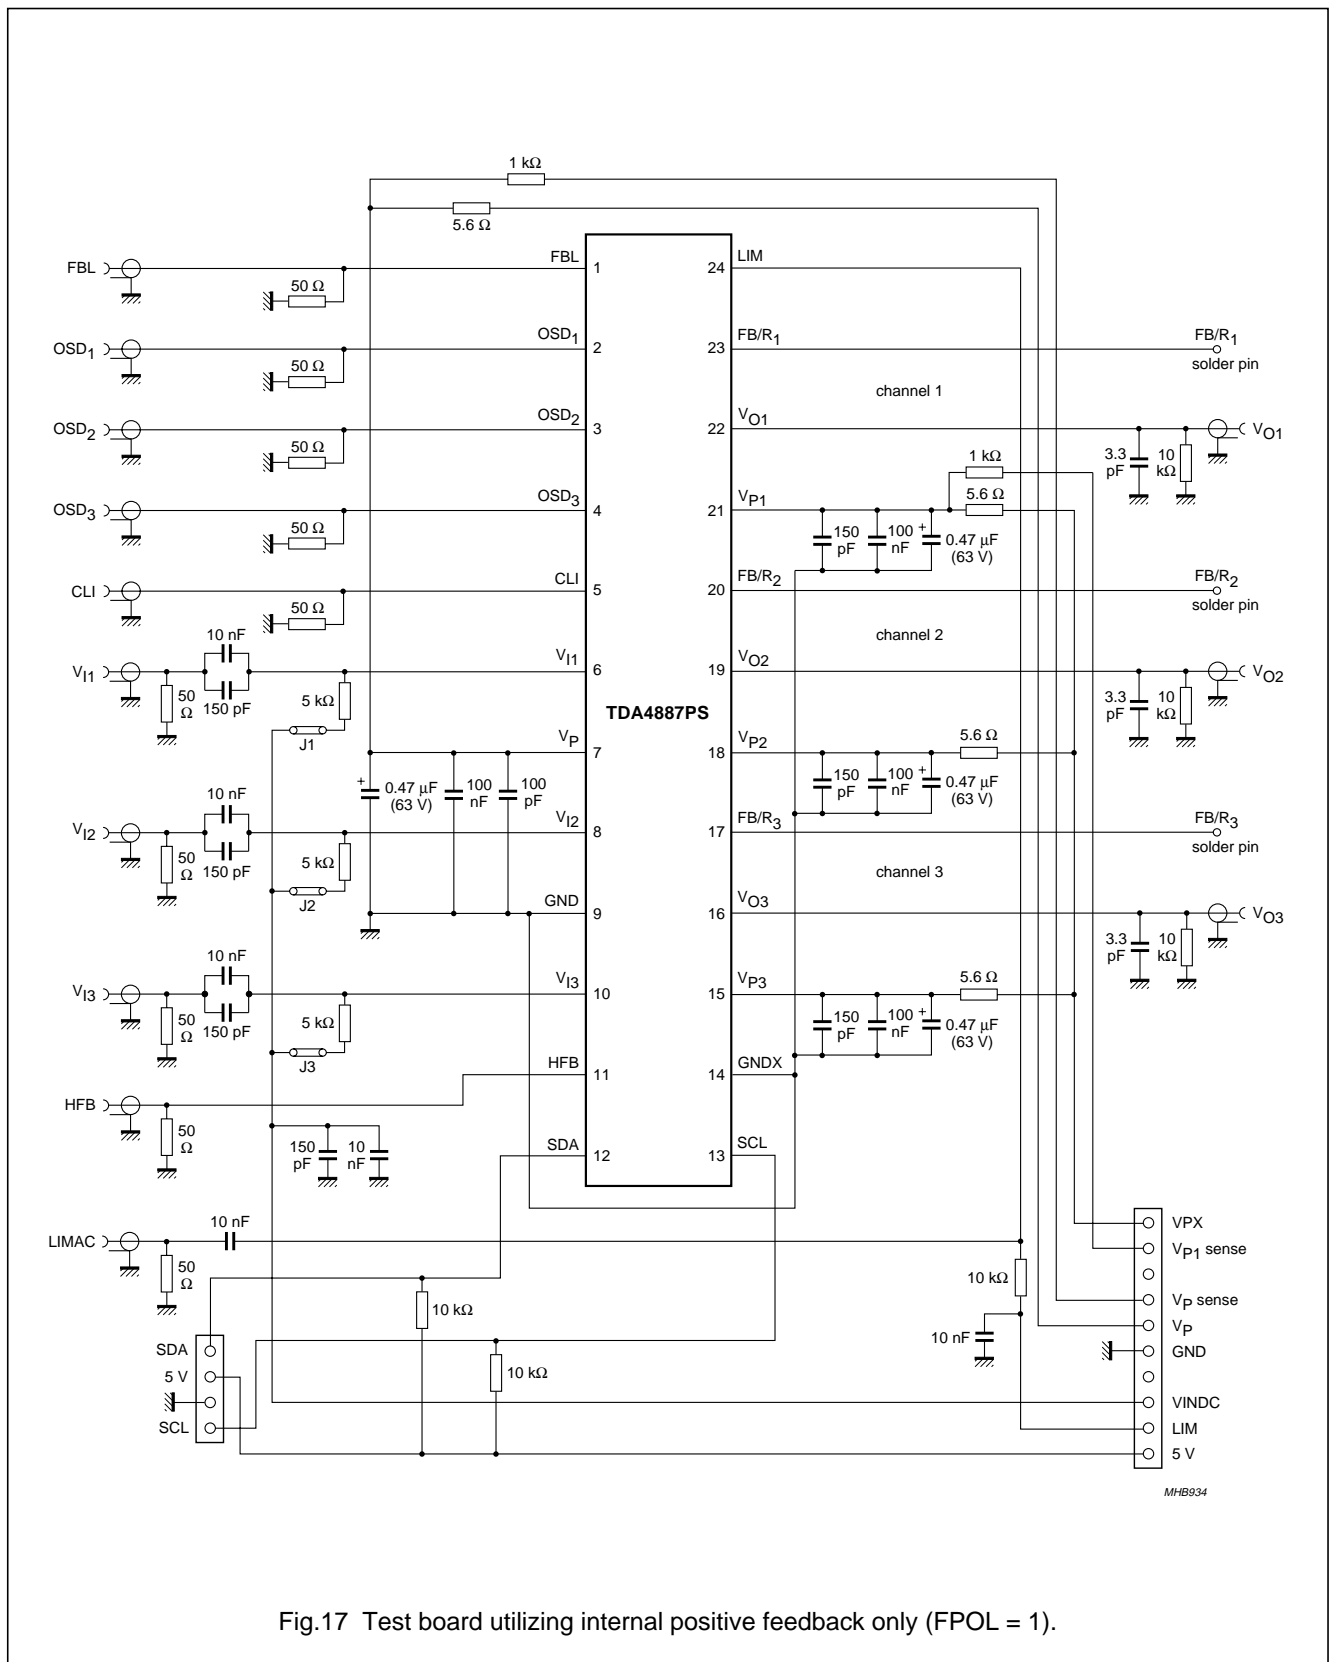 1 kΩ
5.6 Ω
FBL
FBL
1
24
LIM
50 Ω
OSD1
OSD1
2
23
FB/R1
FB/R1
solder pin
50 Ω
channel 1
OSD2
OSD2
3
22
VO1
VO1
50 Ω
3.3 pF
10 kΩ
1 kΩ
OSD3
OSD3
4
21
VP1
5.6 Ω
50 Ω
150 pF
100 nF
+
0.47 μF
(63 V)
CLI
CLI
5
20
FB/R2
FB/R2
solder pin
50 Ω
channel 2
10 nF
VI1
VI1
6
19
VO2
VO2
150 pF
50 Ω
5 kΩ
J1
3.3 pF
10 kΩ
TDA4887PS
VP
7
18
VP2
5.6 Ω
+
0.47 μF
(63 V)
100 nF
100 pF
150 pF
100 nF
+
0.47 μF
(63 V)
10 nF
VI2
VI2
8
17
FB/R3
FB/R3
solder pin
150 pF
50 Ω
5 kΩ
J2
channel 3
GND
9
16
VO3
VO3
3.3 pF
10 kΩ
10 nF
VI3
VI3
10
15
VP3
5.6 Ω
150 pF
50 Ω
5 kΩ
J3
150 pF
100 nF
+
0.47 μF
(63 V)
HFB
HFB
11
14
GNDX
50 Ω
150 pF
10 nF
SDA
12
13
SCL
LIMAC
10 nF
50 Ω
10 kΩ
10 kΩ
10 kΩ
10 nF
SDA
5 V
SCL
VPX
VP1 sense
VP sense
VP
GND
VINDC
LIM
5 V
MHB934
Fig.17 Test board utilizing internal positive feedback only (FPOL = 1).